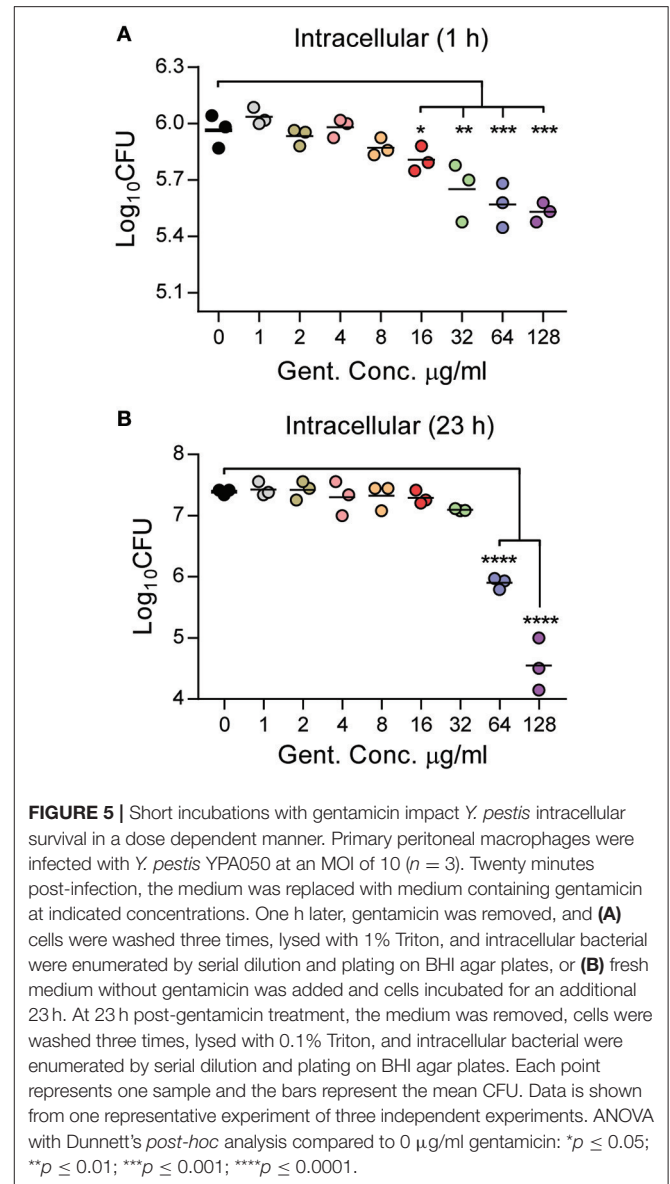 A
Intracellular (1 h)
6.3
6.0
5.7
5.4
5.1
Log10CFU
* ** *** ***
0 1 2 4 8 16 32 64 128
Gent. Conc. μg/ml
B
Intracellular (23 h)
8
7
6
5
4
Log10CFU
****
****
0 1 2 4 8 16 32 64 128
Gent. Conc. μg/ml
FIGURE 5 | Short incubations with gentamicin impact Y. pestis intracellular
survival in a dose dependent manner. Primary peritoneal macrophages were
infected with Y. pestis YPA050 at an MOI of 10 (n = 3). Twenty minutes
post-infection, the medium was replaced with medium containing gentamicin
at indicated concentrations. One h later, gentamicin was removed, and (A)
cells were washed three times, lysed with 1% Triton, and intracellular bacterial
were enumerated by serial dilution and plating on BHI agar plates, or (B) fresh
medium without gentamicin was added and cells incubated for an additional
23 h. At 23 h post-gentamicin treatment, the medium was removed, cells were
washed three times, lysed with 0.1% Triton, and intracellular bacterial were
enumerated by serial dilution and plating on BHI agar plates. Each point
represents one sample and the bars represent the mean CFU. Data is shown
from one representative experiment of three independent experiments. ANOVA
with Dunnett's post-hoc analysis compared to 0 μg/ml gentamicin: *p ≤ 0.05;
**p ≤ 0.01; ***p ≤ 0.001; ****p ≤ 0.0001.